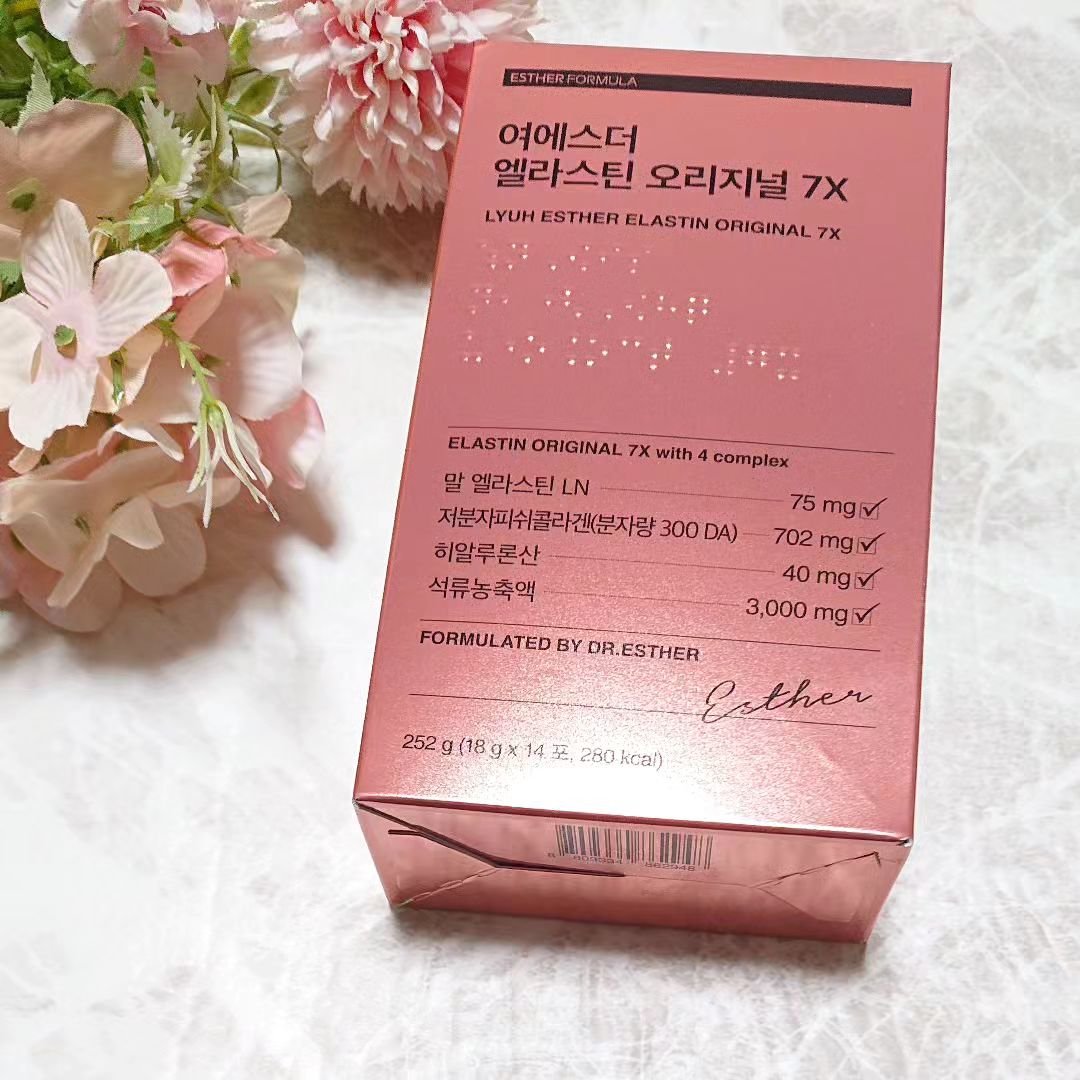 ESTHER FORMULA
여에스더
엘라스틴 오리지널 7X
LYUH ESTHER ELASTIN ORIGINAL 7X
ELASTIN ORIGINAL 7X with 4 complex
말 엘라스틴 LN 75 mg
저분자피쉬콜라겐(분자량 300 DA) 702 mg
히알루론산 40 mg
석류농축액 3,000 mg
FORMULATED BY DR.ESTHER
Esther
252 g (18 g x 14 포, 280 kcal)
8 809334 862948